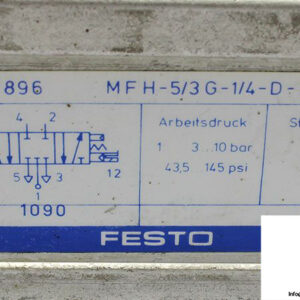 896 MFH-5/3G-1/4-D-
4 2
Arbeitsdruck
1 3...10 bar
43,5 145 psi
5 3 12
1
1090
FESTO